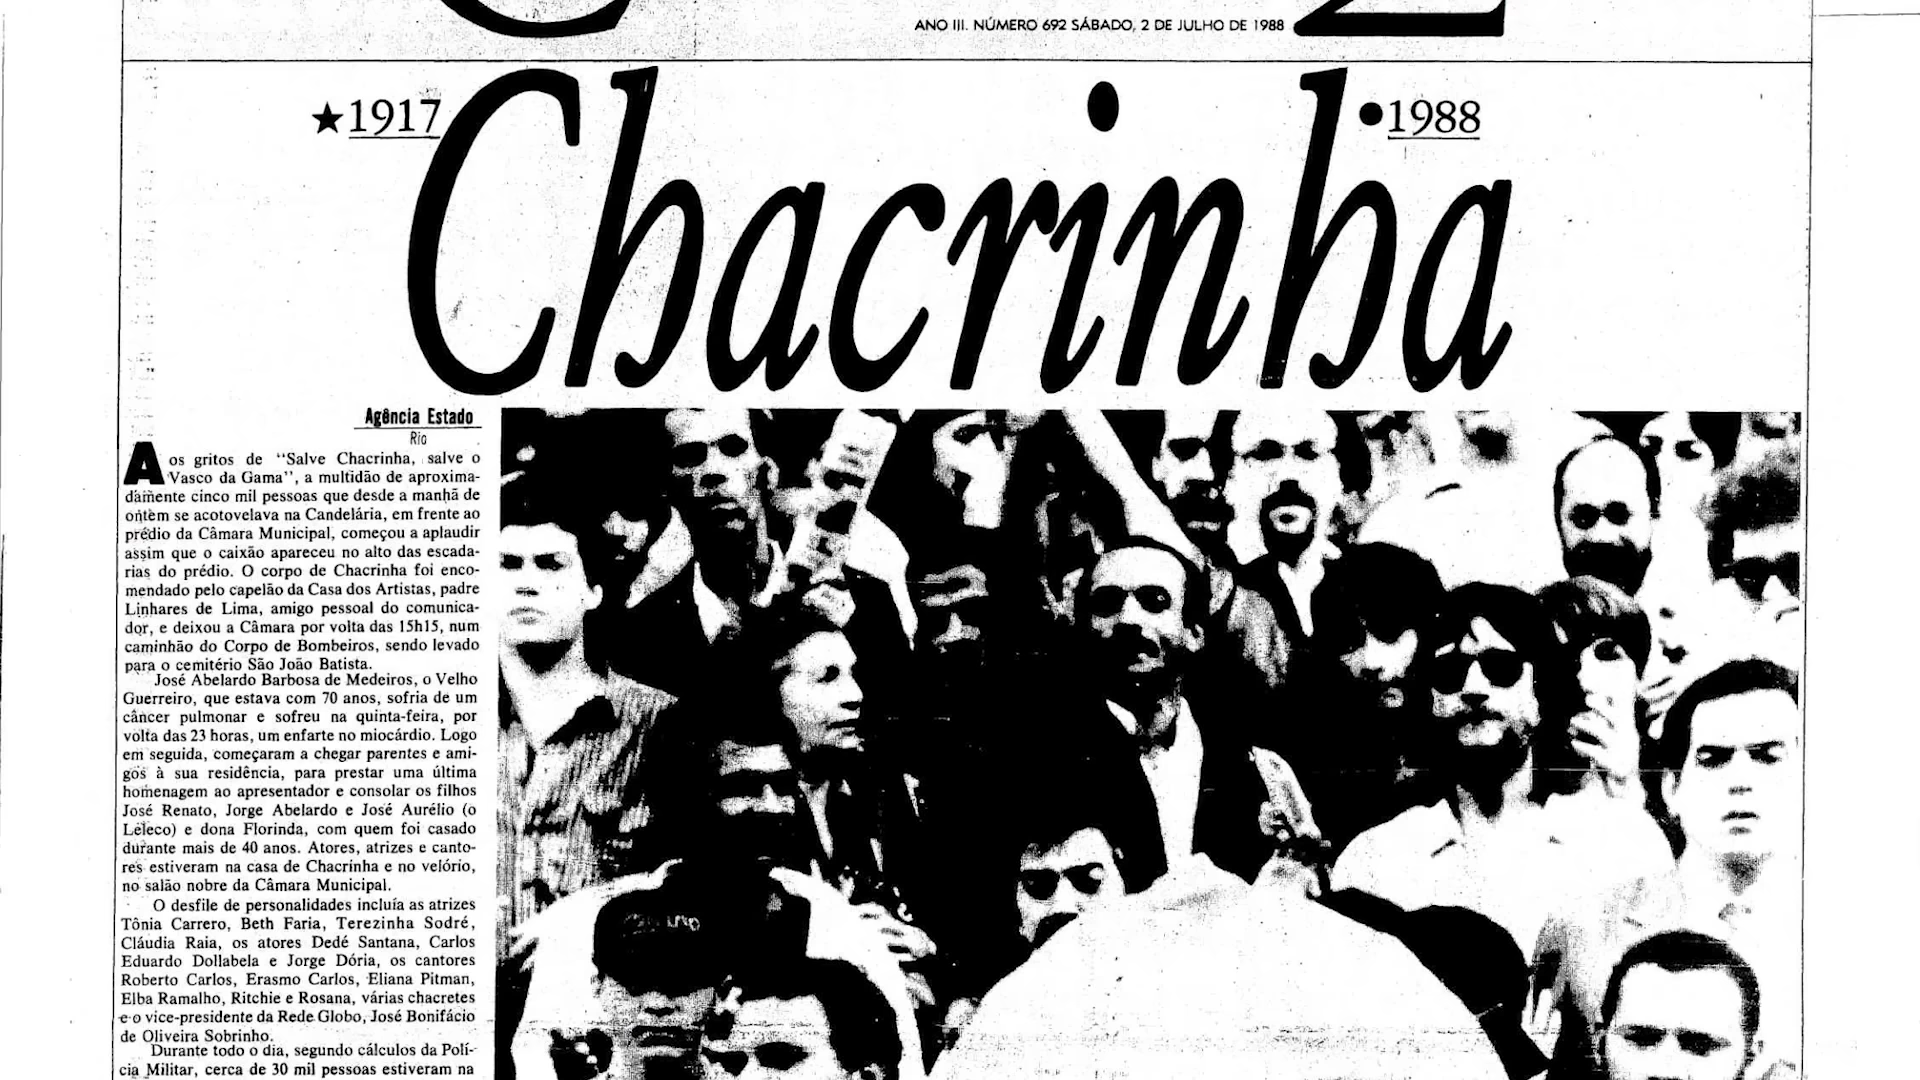 ANO III. NÚMERO 692 SÁBADO, 2 DE JULHO DE 1988
★1917
●1988
Chacrinha
Agência Estado
Rio
Aos gritos de "Salve Chacrinha, salve o
Vasco da Gama", a multidão de aproxima-
damente cinco mil pessoas que desde a manhã de
ontem se acotovelava na Candelária, em frente ao
prédio da Câmara Municipal, começou a aplaudir
assim que o caixão apareceu no alto das escada-
rias do prédio. O corpo de Chacrinha foi enco-
mendado pelo capelão da Casa dos Artistas, padre
Linhares de Lima, amigo pessoal do comunica-
dor, e deixou a Câmara por volta das 15h15, num
caminhão do Corpo de Bombeiros, sendo levado
para o cemitério São João Batista.
José Abelardo Barbosa de Medeiros, o Velho
Guerreiro, que estava com 70 anos, sofria de um
câncer pulmonar e sofreu na quinta-feira, por
volta das 23 horas, um enfarte no miocárdio. Logo
em seguida, começaram a chegar parentes e ami-
gos à sua residência, para prestar uma última
homenagem ao apresentador e consolar os filhos
José Renato, Jorge Abelardo e José Aurélio (o
Leleco) e dona Florinda, com quem foi casado
durante mais de 40 anos. Atores, atrizes e canto-
res estiveram na casa de Chacrinha e no velório,
no salão nobre da Câmara Municipal.
O desfile de personalidades incluía as atrizes
Tônia Carrero, Beth Faria, Terezinha Sodré,
Cláudia Raia, os atores Dedé Santana, Carlos
Eduardo Dollabela e Jorge Dória, os cantores
Roberto Carlos, Erasmo Carlos, Eliana Pitman,
Elba Ramalho, Ritchie e Rosana, várias chacretes
e o vice-presidente da Rede Globo, José Bonifácio
de Oliveira Sobrinho.
Durante todo o dia, segundo cálculos da Polí-
cia Militar, cerca de 30 mil pessoas estiveram na